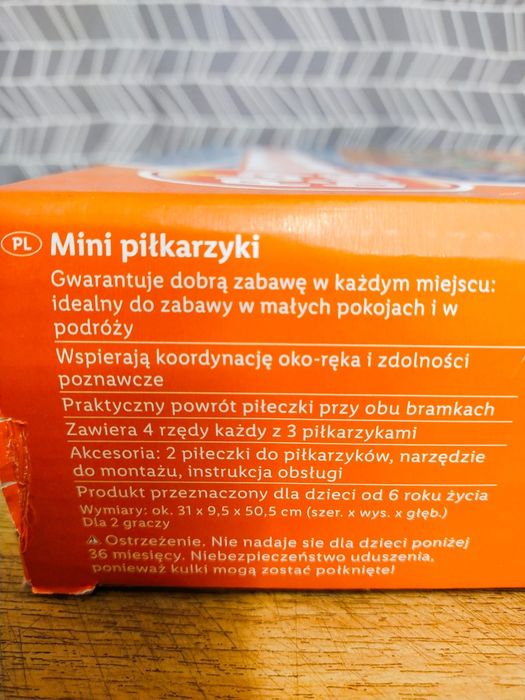 PL Mini piłkarzyki
Gwarantuje dobrą zabawę w każdym miejscu:
idealny do zabawy w małych pokojach i w
podróży
Wspierają koordynację oko-ręka i zdolności
poznawcze
Praktyczny powrót piłeczki przy obu bramkach
Zawiera 4 rzędy każdy z 3 piłkarzykami
Akcesoria: 2 piłeczki do piłkarzyków, narzędzie
do montażu, instrukcja obsługi
Produkt przeznaczony dla dzieci od 6 roku życia
Wymiary: ok. 31 x 9,5 x 50,5 cm (szer. x wys. x głęb.)
Dla 2 graczy
⚠ Ostrzeżenie. Nie nadaje sie dla dzieci poniżej
36 miesięcy. Niebezpieczeństwo uduszenia,
ponieważ kulki mogą zostać połknięte!